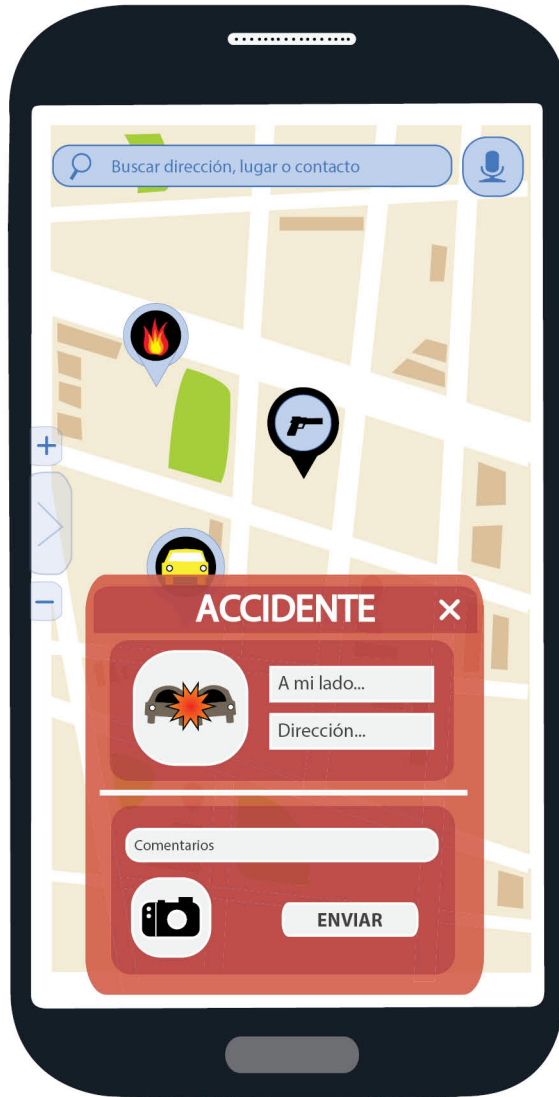 Buscar dirección, lugar o contacto
ACCIDENTE
A mi lado...
Dirección...
Comentarios
ENVIAR